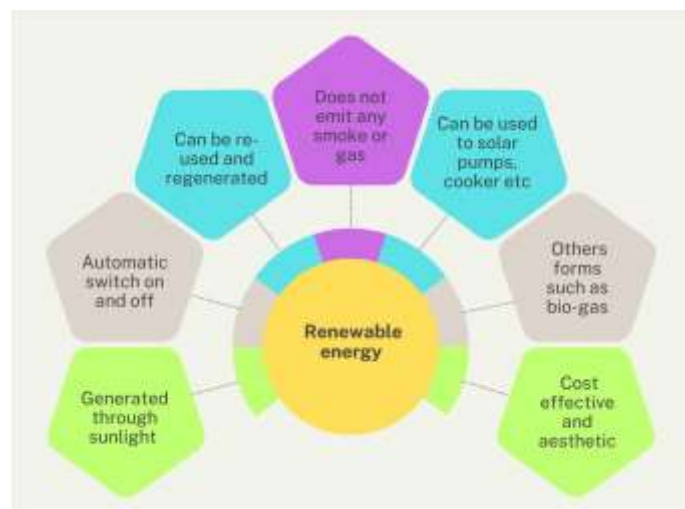 Does not
emit any
smoke or
gas
Can be re-
used and
regenerated
Can be used
to solar
pumps,
cooker etc
Automatic
switch on
and off
Others
forms
such as
bio-gas
Renewable
energy
Generated
through
sunlight
Cost
effective
and
aesthetic